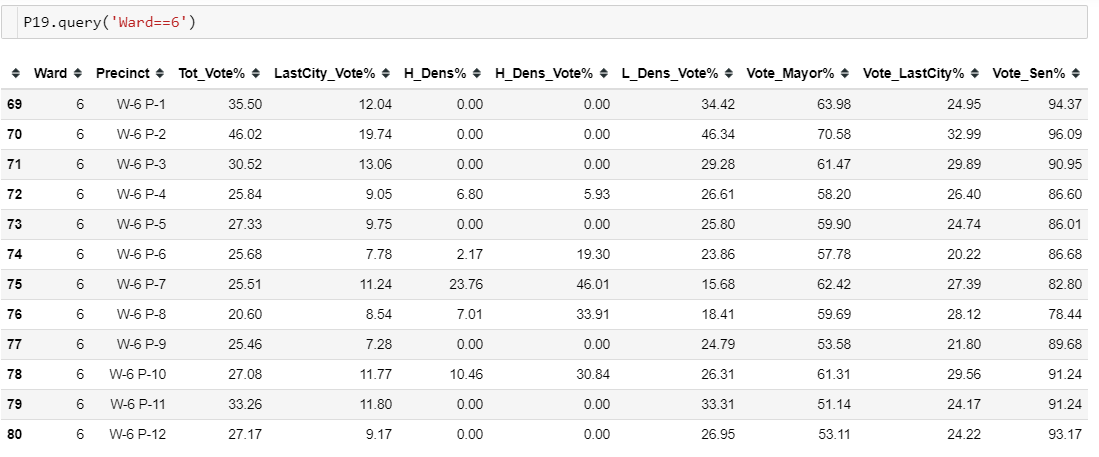 P19.query('Ward==6')
Ward Precinct Tot_Vote% LastCity_Vote% H_Dens% H_Dens_Vote% L_Dens_Vote% Vote_Mayor% Vote_LastCity% Vote_Sen%
69 6 W-6 P-1 35.50 12.04 0.00 0.00 34.42 63.98 24.95 94.37
70 6 W-6 P-2 46.02 19.74 0.00 0.00 46.34 70.58 32.99 96.09
71 6 W-6 P-3 30.52 13.06 0.00 0.00 29.28 61.47 29.89 90.95
72 6 W-6 P-4 25.84 9.05 6.80 5.93 26.61 58.20 26.40 86.60
73 6 W-6 P-5 27.33 9.75 0.00 0.00 25.80 59.90 24.74 86.01
74 6 W-6 P-6 25.68 7.78 2.17 19.30 23.86 57.78 20.22 86.68
75 6 W-6 P-7 25.51 11.24 23.76 46.01 15.68 62.42 27.39 82.80
76 6 W-6 P-8 20.60 8.54 7.01 33.91 18.41 59.69 28.12 78.44
77 6 W-6 P-9 25.46 7.28 0.00 0.00 24.79 53.58 21.80 89.68
78 6 W-6 P-10 27.08 11.77 10.46 30.84 26.31 61.31 29.56 91.24
79 6 W-6 P-11 33.26 11.80 0.00 0.00 33.31 51.14 24.17 91.24
80 6 W-6 P-12 27.17 9.17 0.00 0.00 26.95 53.11 24.22 93.17